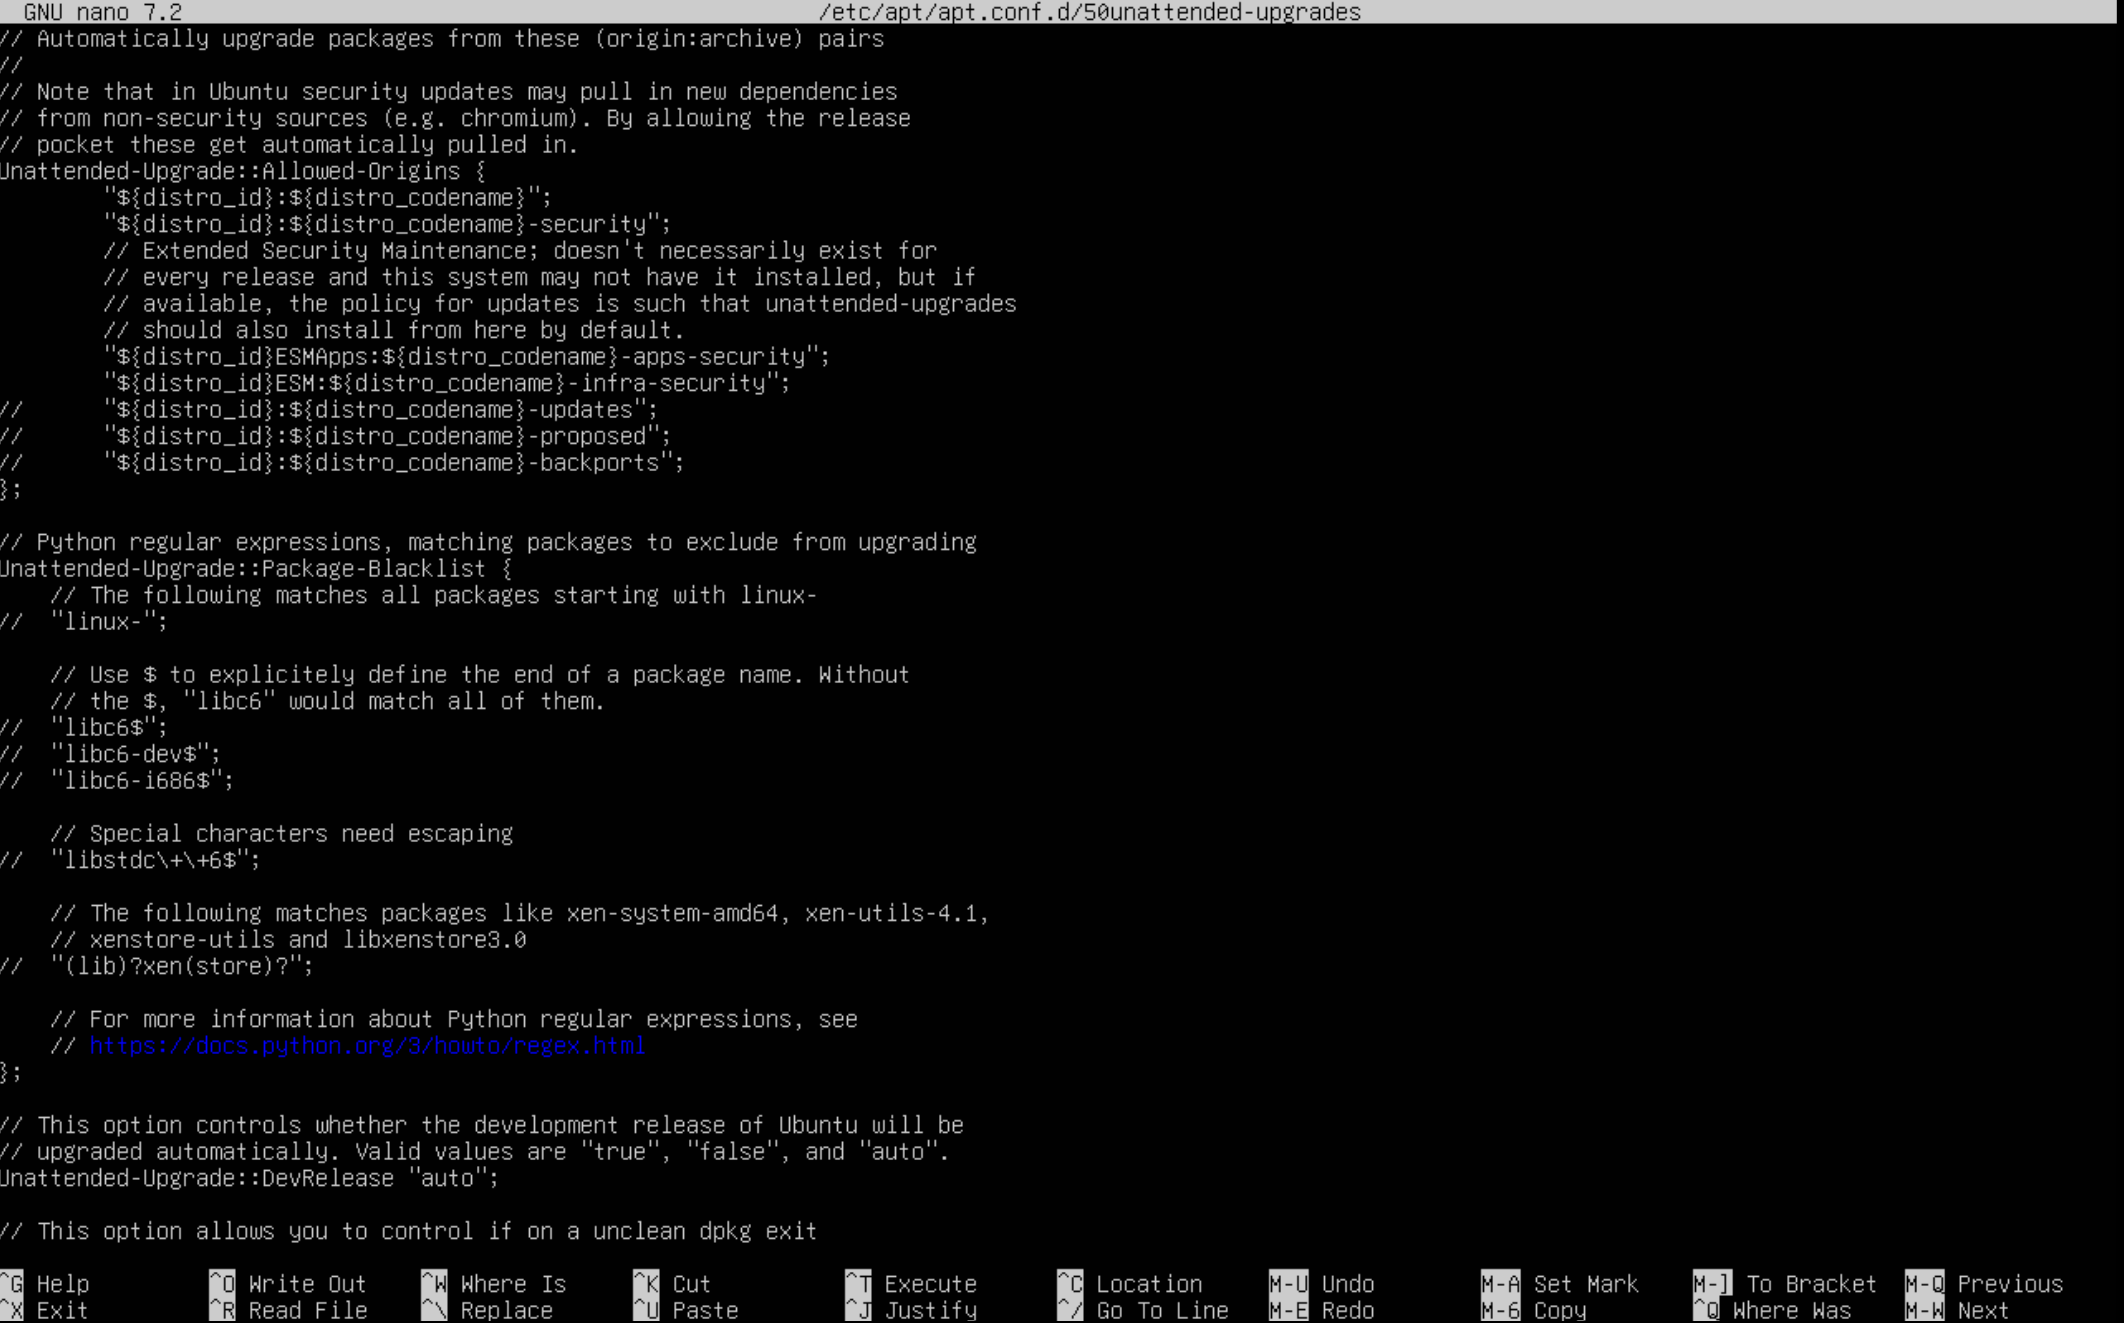 GNU nano 7.2 /etc/apt/apt.conf.d/50unattended-upgrades
// Automatically upgrade packages from these (origin:archive) pairs
//
// Note that in Ubuntu security updates may pull in new dependencies
// from non-security sources (e.g. chromium). By allowing the release
// pocket these get automatically pulled in.
Unattended-Upgrade::Allowed-Origins {
        "${distro_id}:${distro_codename}";
        "${distro_id}:${distro_codename}-security";
        // Extended Security Maintenance; doesn't necessarily exist for
        // every release and this system may not have it installed, but if
        // available, the policy for updates is such that unattended-upgrades
        // should also install from here by default.
        "${distro_id}ESMApps:${distro_codename}-apps-security";
        "${distro_id}ESM:${distro_codename}-infra-security";
//      "${distro_id}:${distro_codename}-updates";
//      "${distro_id}:${distro_codename}-proposed";
//      "${distro_id}:${distro_codename}-backports";
};

// Python regular expressions, matching packages to exclude from upgrading
Unattended-Upgrade::Package-Blacklist {
    // The following matches all packages starting with linux-
//  "linux-";

    // Use $ to explicitely define the end of a package name. Without
    // the $, "libc6" would match all of them.
//  "libc6$";
//  "libc6-dev$";
//  "libc6-i686$";

    // Special characters need escaping
//  "libstdc\+\+6$";

    // The following matches packages like xen-system-amd64, xen-utils-4.1,
    // xenstore-utils and libxenstore3.0
//  "(lib)?xen(store)?";

    // For more information about Python regular expressions, see
    // https://docs.python.org/3/howto/regex.html
};

// This option controls whether the development release of Ubuntu will be
// upgraded automatically. Valid values are "true", "false", and "auto".
Unattended-Upgrade::DevRelease "auto";

// This option allows you to control if on a unclean dpkg exit

^G Help ^O Write Out ^W Where Is ^K Cut ^T Execute ^C Location M-U Undo M-A Set Mark M-] To Bracket M-Q Previous
^X Exit ^R Read File ^\ Replace ^U Paste ^J Justify ^/ Go To Line M-E Redo M-6 Copy ^Q Where Was M-W Next